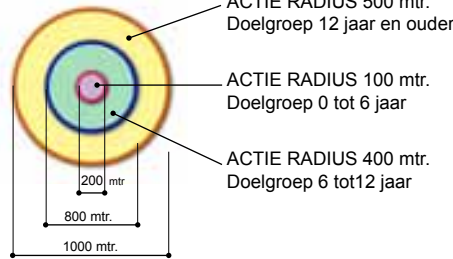 ACTIE RADIUS 500 mtr.
Doelgroep 12 jaar en ouder
ACTIE RADIUS 100 mtr.
Doelgroep 0 tot 6 jaar
ACTIE RADIUS 400 mtr.
Doelgroep 6 tot12 jaar
200 mtr
800 mtr.
1000 mtr.